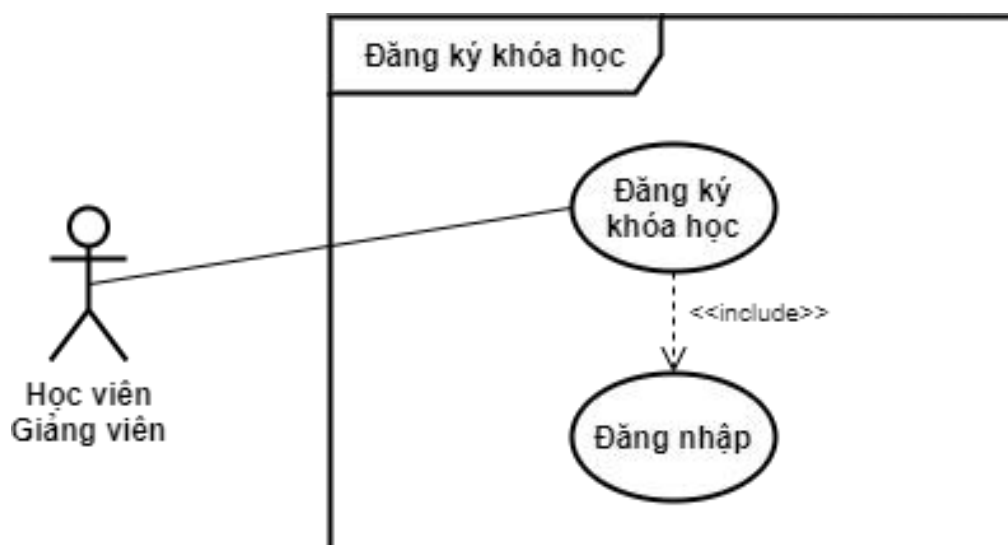 Đăng ký khóa học
Đăng ký
khóa học
<<include>>
Học viên
Giảng viên
Đăng nhập